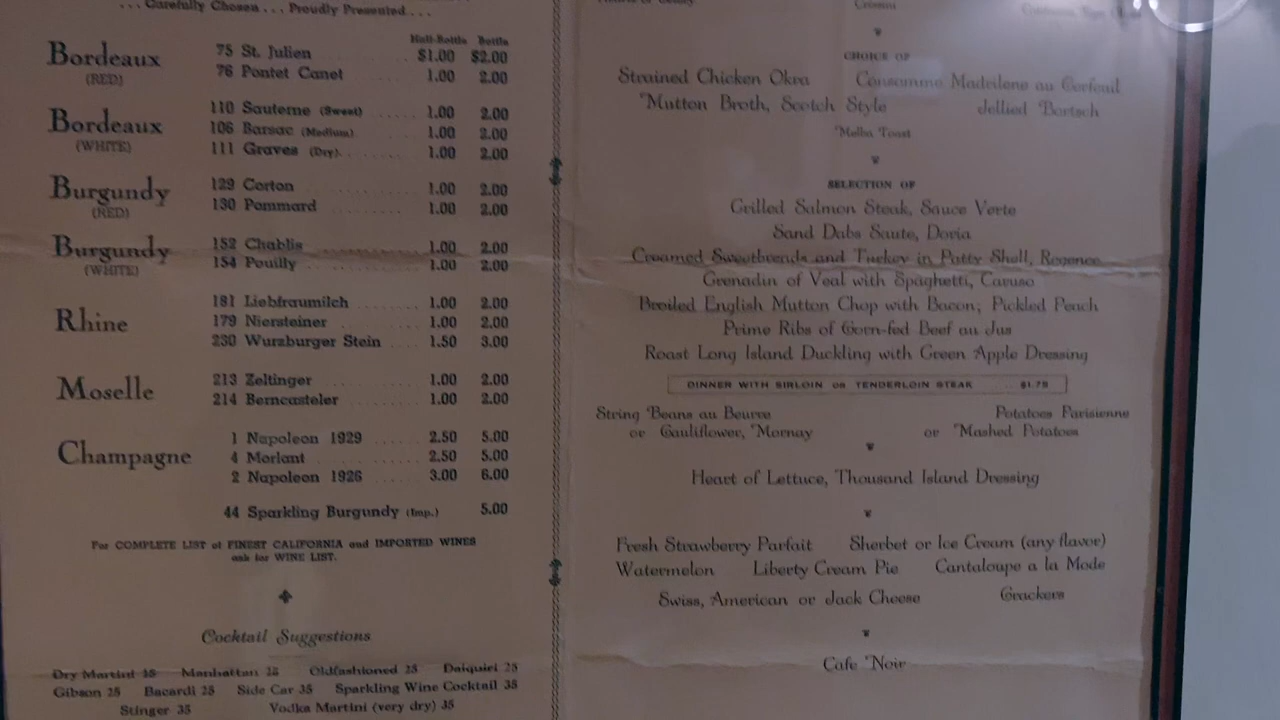 ... Carefully Chosen ... Proudly Presented ...
Half-Bottle Bottle
Bordeaux
(RED)
75 St. Julien $1.00 $2.00
76 Pontet Canet 1.00 2.00
Bordeaux
(WHITE)
110 Sauterne (Sweet) 1.00 2.00
106 Barsac (Medium) 1.00 2.00
111 Graves (Dry) 1.00 2.00
Burgundy
(RED)
129 Corton 1.00 2.00
130 Pommard 1.00 2.00
Burgundy
(WHITE)
152 Chablis 1.00 2.00
154 Pouilly 1.00 2.00
Rhine
181 Liebfraumilch 1.00 2.00
179 Niersteiner 1.00 2.00
230 Wurzburger Stein 1.50 3.00
Moselle
213 Zeltinger 1.00 2.00
214 Berncasteler 1.00 2.00
Champagne
1 Napoleon 1929 2.50 5.00
4 Morlant 2.50 5.00
2 Napoleon 1926 3.00 6.00
44 Sparkling Burgundy (Imp.) 5.00
For COMPLETE LIST of FINEST CALIFORNIA and IMPORTED WINES
ask for WINE LIST.
Cocktail Suggestions
Dry Martini Manhattan Oldfashioned 25 Daiquiri 25
Gibson 25 Bacardi 25 Side Car 35 Sparkling Wine Cocktail 35
Stinger 35 Vodka Martini (very dry) 35
CHOICE OF
Strained Chicken Okra Consomme Madrilene au Cerfeuil
Mutton Broth, Scotch Style Jellied Bortsch
Melba Toast
SELECTION OF
Grilled Salmon Steak, Sauce Verte
Sand Dabs Saute, Doria
Creamed Sweetbreads and Turkey in Patty Shell, Regence
Grenadin of Veal with Spaghetti, Caruso
Broiled English Mutton Chop with Bacon; Pickled Peach
Prime Ribs of Corn-fed Beef au Jus
Roast Long Island Duckling with Green Apple Dressing
DINNER WITH SIRLOIN OR TENDERLOIN STEAK $1.75
String Beans au Beurre Potatoes Parisienne
or Cauliflower, Mornay or Mashed Potatoes
Heart of Lettuce, Thousand Island Dressing
Fresh Strawberry Parfait Sherbet or Ice Cream (any flavor)
Watermelon Liberty Cream Pie Cantaloupe a la Mode
Swiss, American or Jack Cheese Crackers
Cafe Noir